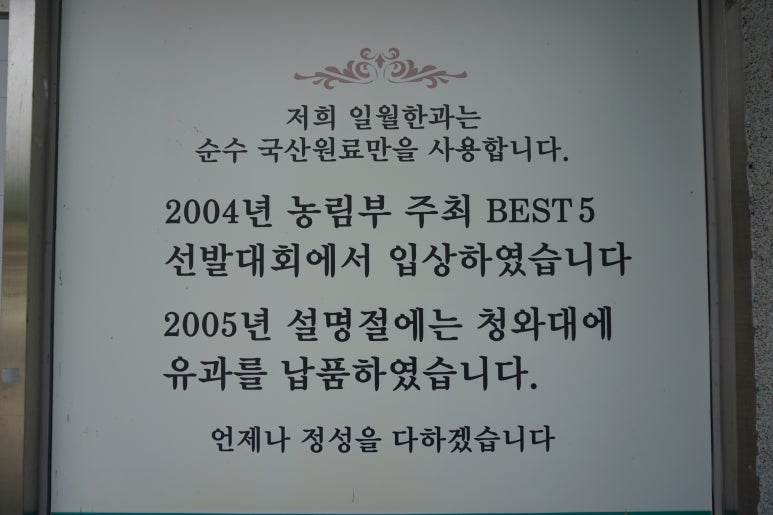 저희 일월한과는
순수 국산원료만을 사용합니다.
2004년 농림부 주최 BEST 5
선발대회에서 입상하였습니다
2005년 설명절에는 청와대에
유과를 납품하였습니다.
언제나 정성을 다하겠습니다